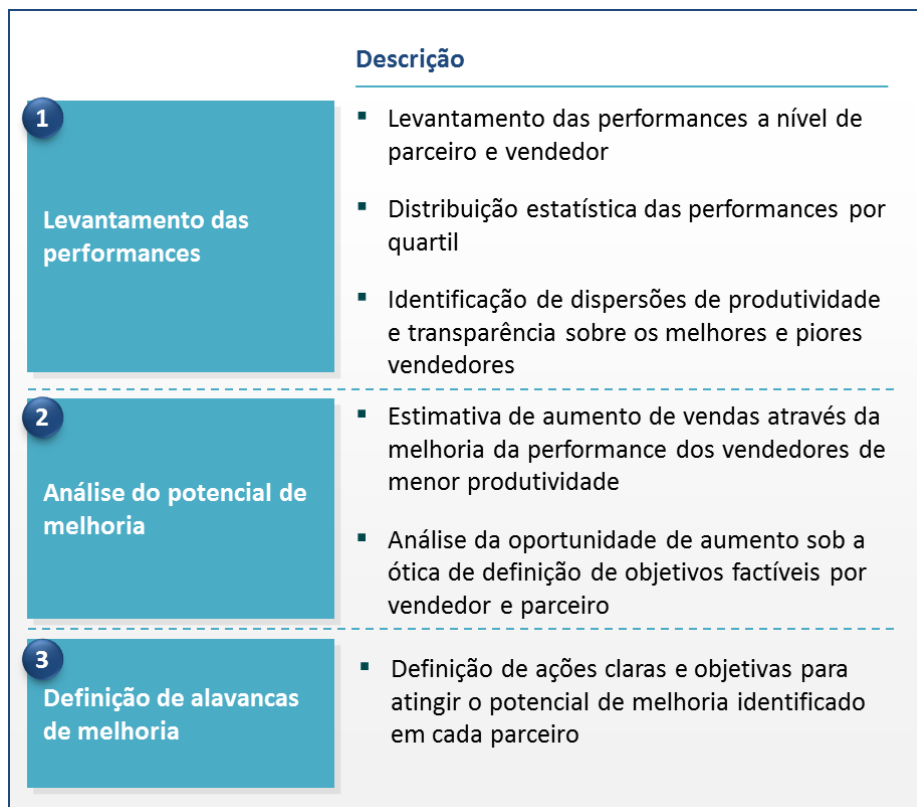 Descrição
1
Levantamento das
performances
▪ Levantamento das performances a nível de
parceiro e vendedor
▪ Distribuição estatística das performances por
quartil
▪ Identificação de dispersões de produtividade
e transparência sobre os melhores e piores
vendedores
2
Análise do potencial de
melhoria
▪ Estimativa de aumento de vendas através da
melhoria da performance dos vendedores de
menor produtividade
▪ Análise da oportunidade de aumento sob a
ótica de definição de objetivos factíveis por
vendedor e parceiro
3
Definição de alavancas
de melhoria
▪ Definição de ações claras e objetivas para
atingir o potencial de melhoria identificado
em cada parceiro